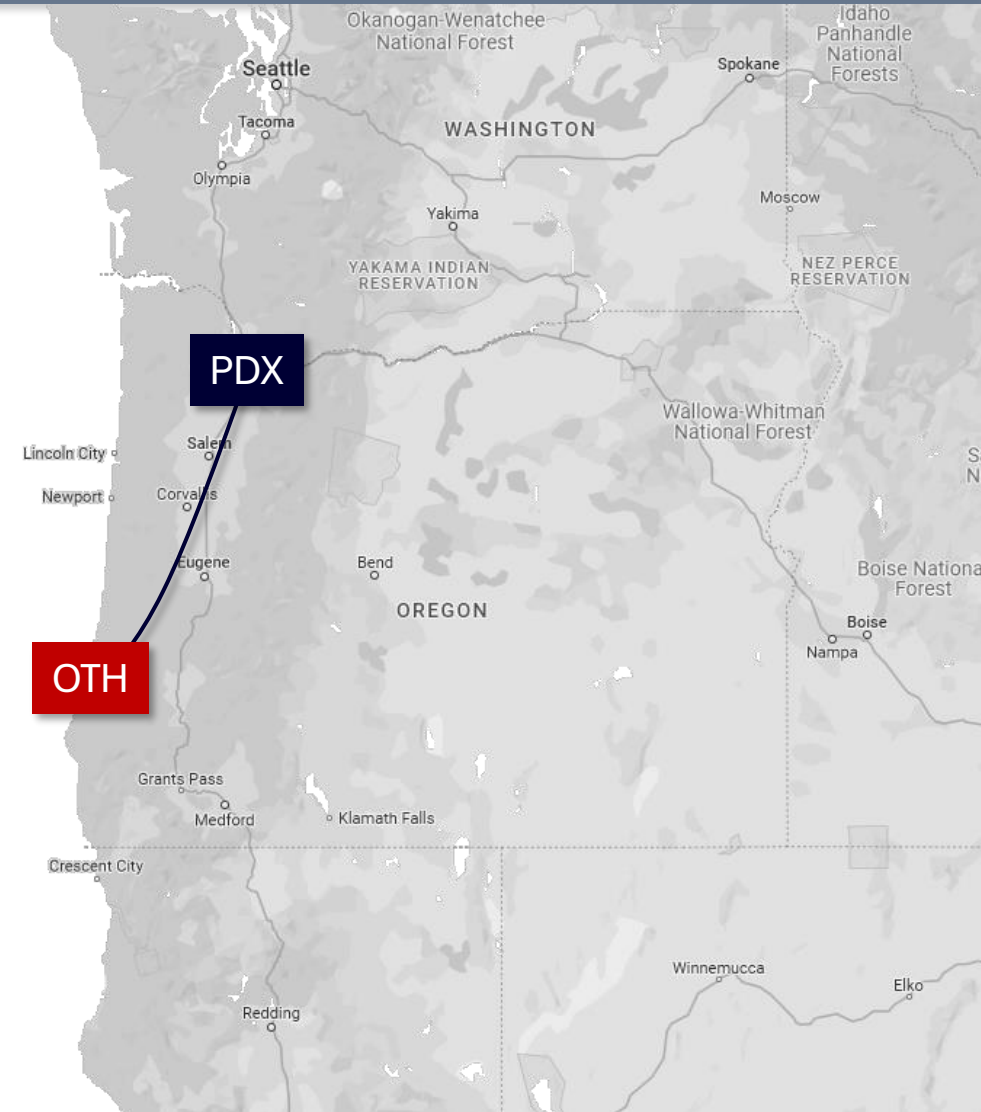 Okanogan-Wenatchee
National Forest
Idaho
Panhandle
National
Forests
Seattle
Spokane
Tacoma
WASHINGTON
Olympia
Moscow
Yakima
YAKAMA INDIAN
RESERVATION
NEZ PERCE
RESERVATION
PDX
Wallowa-Whitman
National Forest
Salem
Lincoln City
S
N
Newport
Corvallis
Eugene
Bend
Boise Nationa
Forest
OREGON
Boise
Nampa
OTH
Grants Pass
Medford
Klamath Falls
Crescent City
Winnemucca
Elko
Redding